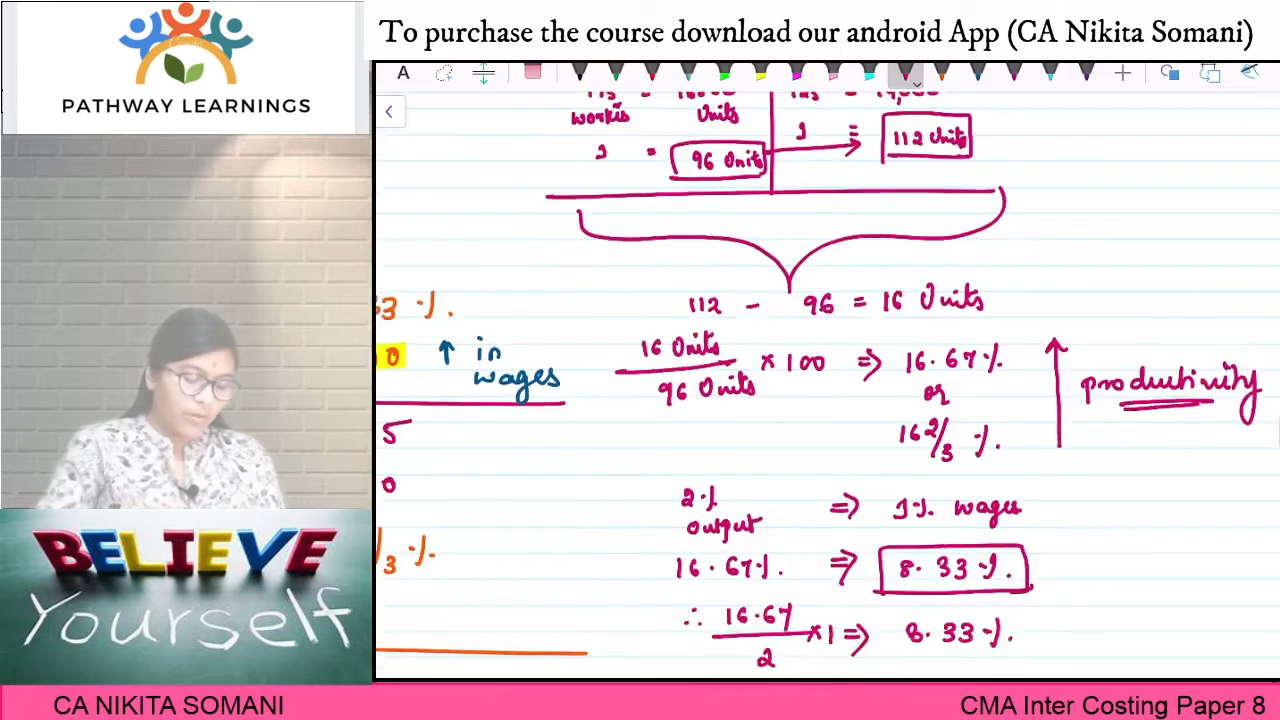 To purchase the course download our android App (CA Nikita Somani)
PATHWAY LEARNINGS
A
workers
Units
1 = 96 Units
1 = 112 Units
112 - 96 = 16 Units
33 %.
0 ↑ in wages
16 Units / 96 Units × 100 ⇒ 16.67%
or
16 2/3 %.
↑ productivity
5
0
2% output ⇒ 1% wages
16.67%. ⇒ 8.33%.
/3 %.
∴ 16.67 / 2 × 1 ⇒ 8.33%.
BELIEVE
Yourself
CA NIKITA SOMANI
CMA Inter Costing Paper 8